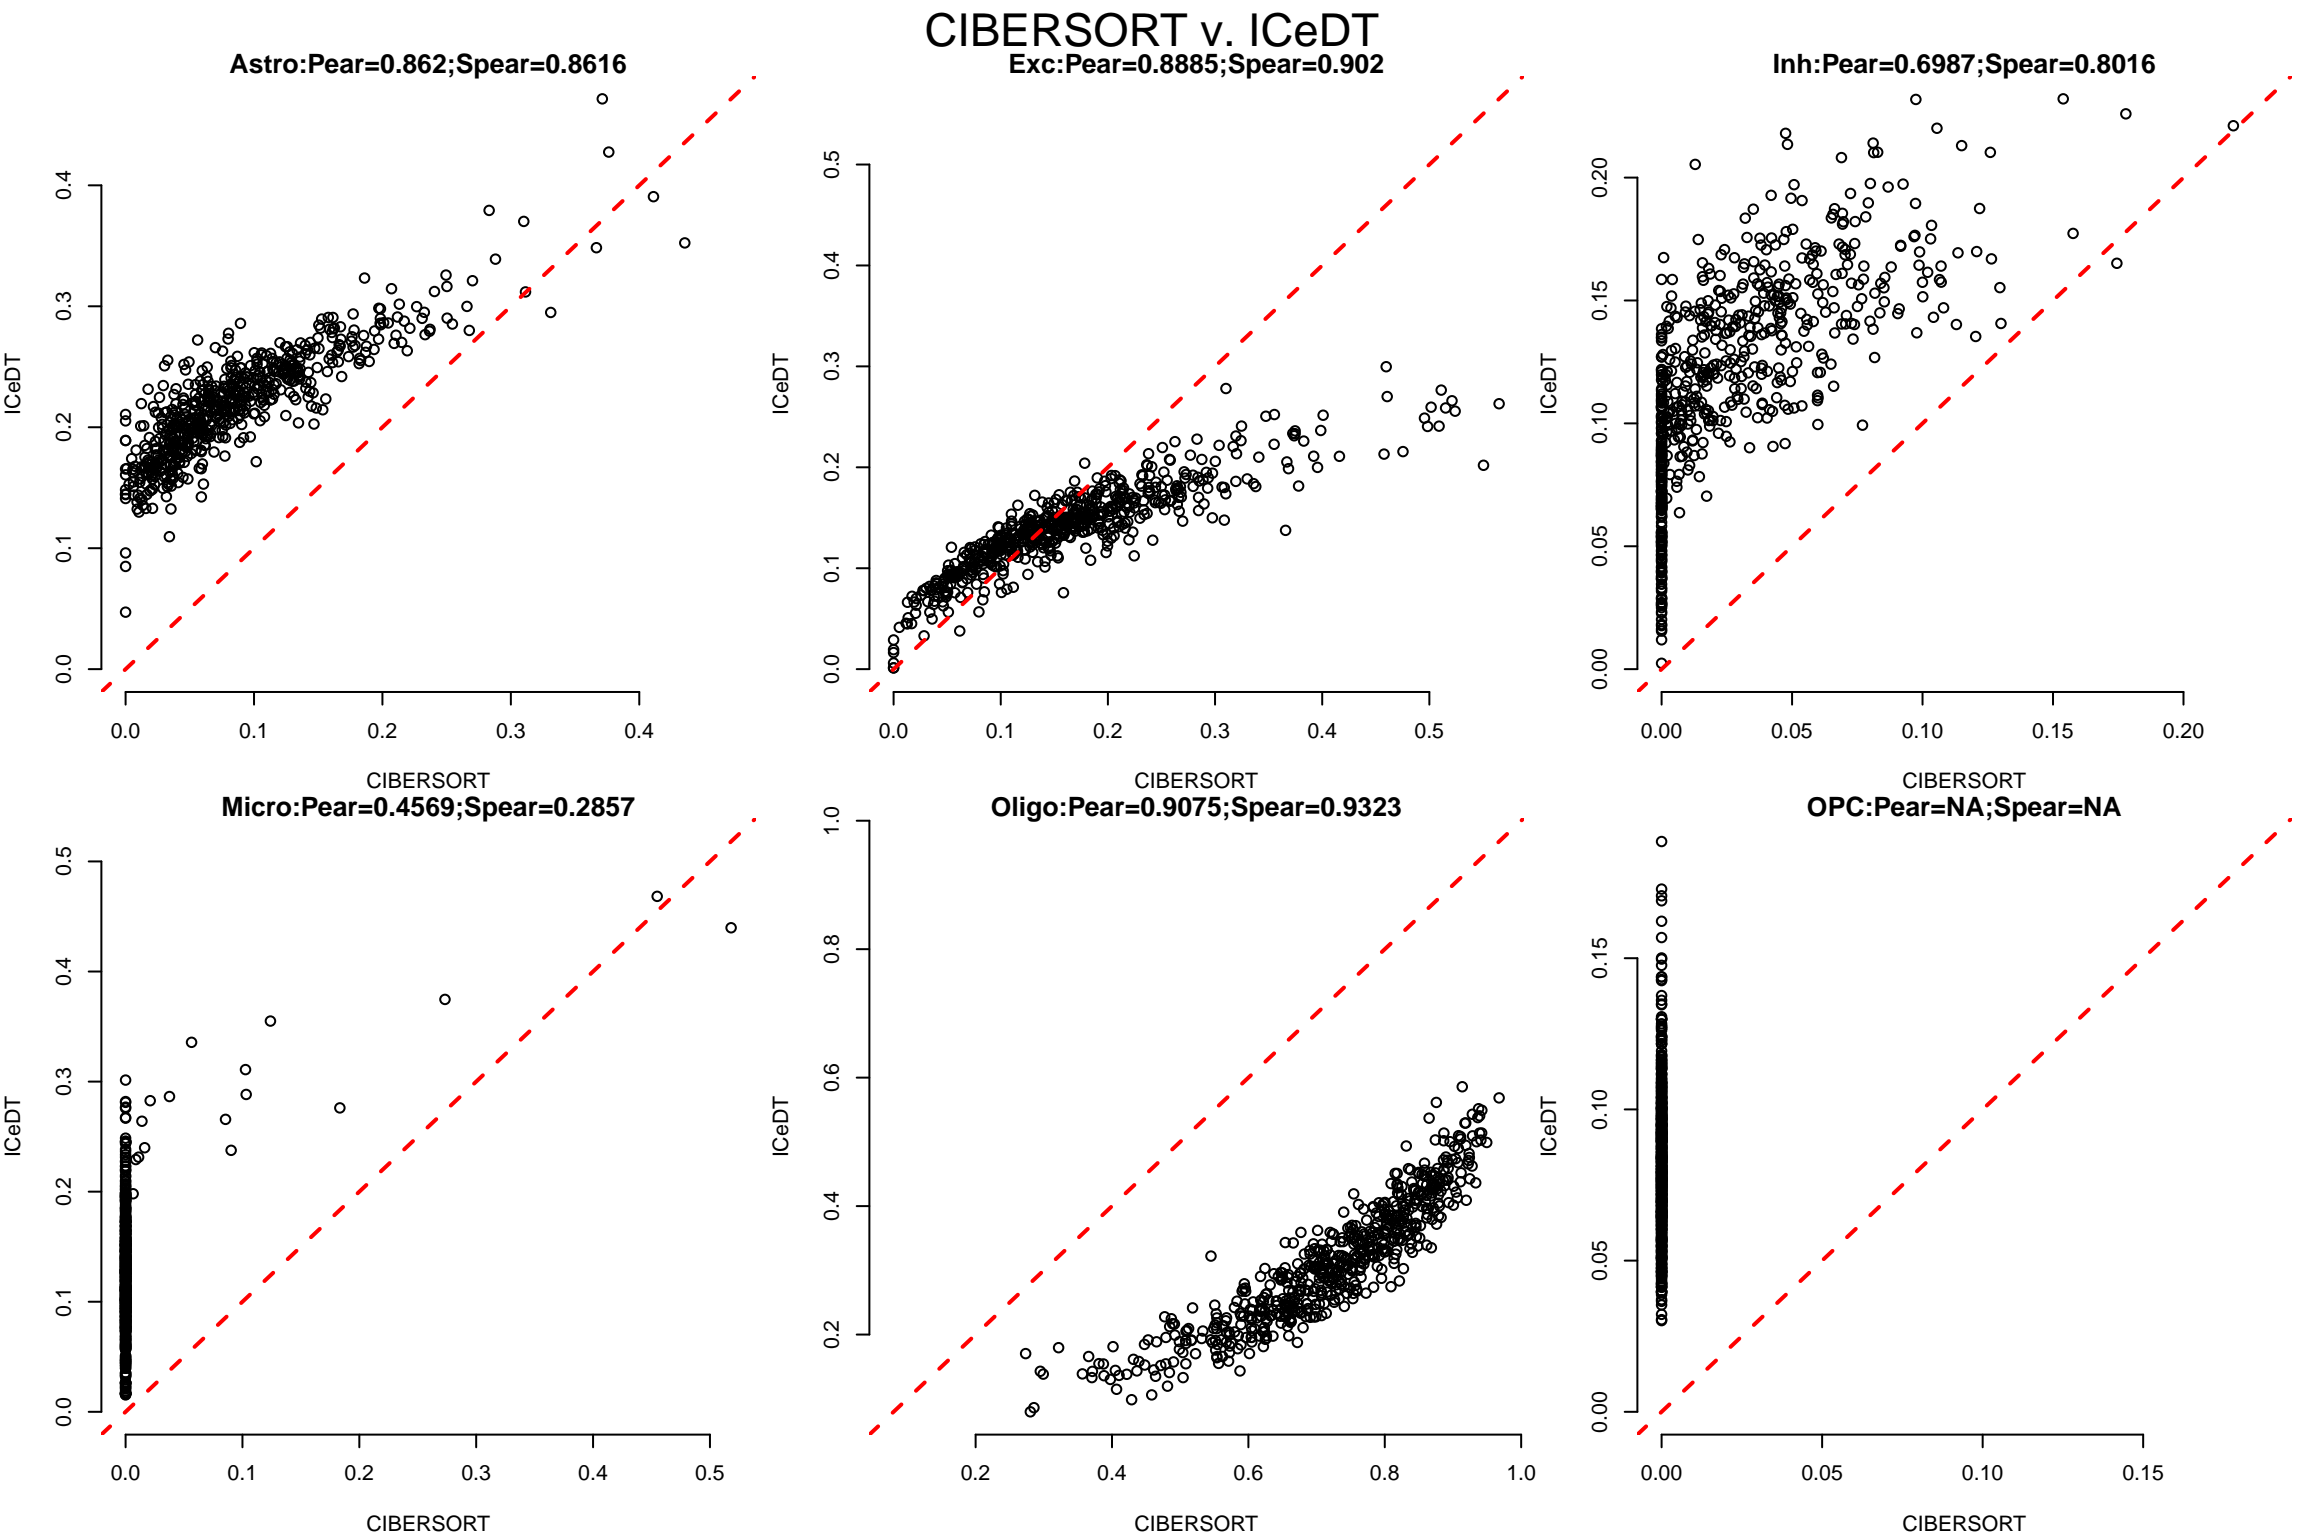 CIBERSORT v. ICeDT
Astro:Pear=0.862;Spear=0.8616
ICeDT
0.0 0.1 0.2 0.3 0.4
0.0 0.1 0.2 0.3 0.4
CIBERSORT
Exc:Pear=0.8885;Spear=0.902
ICeDT
0.0 0.1 0.2 0.3 0.4 0.5
0.0 0.1 0.2 0.3 0.4 0.5
CIBERSORT
Inh:Pear=0.6987;Spear=0.8016
ICeDT
0.00 0.05 0.10 0.15 0.20
0.00 0.05 0.10 0.15 0.20
CIBERSORT
Micro:Pear=0.4569;Spear=0.2857
ICeDT
0.0 0.1 0.2 0.3 0.4 0.5
0.0 0.1 0.2 0.3 0.4 0.5
CIBERSORT
Oligo:Pear=0.9075;Spear=0.9323
ICeDT
0.2 0.4 0.6 0.8 1.0
0.2 0.4 0.6 0.8 1.0
CIBERSORT
OPC:Pear=NA;Spear=NA
ICeDT
0.00 0.05 0.10 0.15
0.00 0.05 0.10 0.15
CIBERSORT